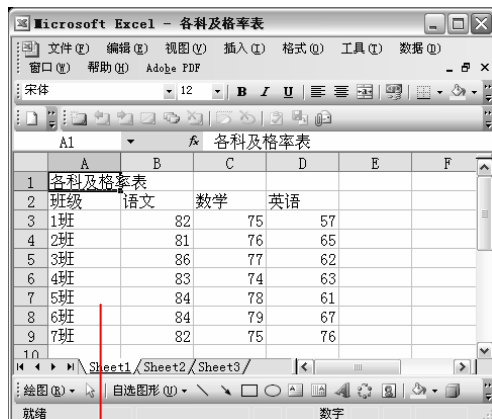 Microsoft Excel - 各科及格率表
文件(F) 编辑(E) 视图(V) 插入(I) 格式(O) 工具(T) 数据(D)
窗口(W) 帮助(H) Adobe PDF
宋体 12 B I U
A1 fx 各科及格率表
A B C D E F
1 各科及格率表
2 班级 语文 数学 英语
3 1班 82 75 57
4 2班 81 76 65
5 3班 86 77 62
6 4班 83 74 63
7 5班 84 78 61
8 6班 84 79 67
9 7班 82 75 76
10
Sheet1 Sheet2 Sheet3
绘图(R) 自选图形(U)
就绪 数字